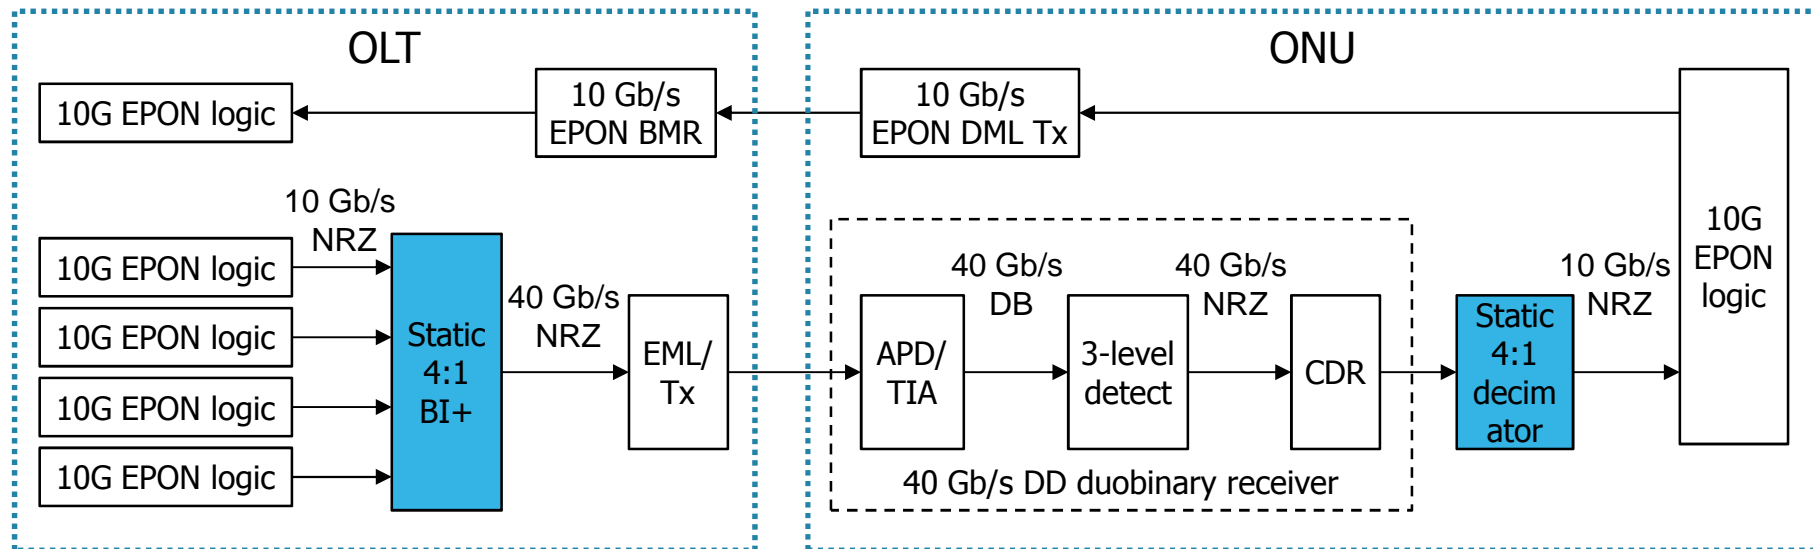 OLT
ONU
10G EPON logic
10 Gb/s
EPON BMR
10 Gb/s
EPON DML Tx
10G
EPON
logic
10 Gb/s
NRZ
10G EPON logic
10G EPON logic
10G EPON logic
10G EPON logic
Static
4:1
BI+
40 Gb/s
NRZ
EML/
Tx
APD/
TIA
40 Gb/s
DB
3-level
detect
40 Gb/s
NRZ
CDR
40 Gb/s DD duobinary receiver
Static
4:1
decim
ator
10 Gb/s
NRZ